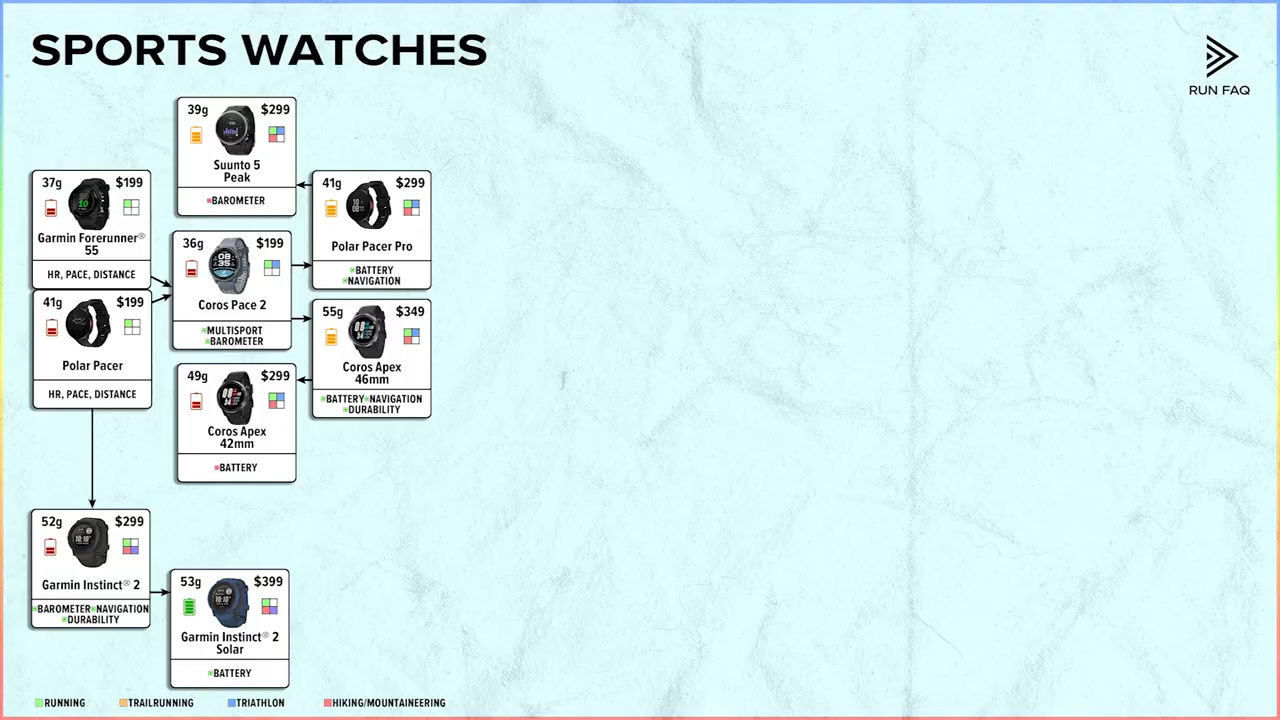 SPORTS WATCHES
RUN FAQ
39g $299
Suunto 5
Peak
BAROMETER
37g $199
Garmin Forerunner®
55
HR, PACE, DISTANCE
41g $299
Polar Pacer Pro
BATTERY
NAVIGATION
36g $199
Coros Pace 2
MULTISPORT
BAROMETER
41g $199
Polar Pacer
HR, PACE, DISTANCE
55g $349
Coros Apex
46mm
BATTERY NAVIGATION
DURABILITY
49g $299
Coros Apex
42mm
BATTERY
52g $299
Garmin Instinct® 2
BAROMETER NAVIGATION
DURABILITY
53g $399
Garmin Instinct® 2
Solar
BATTERY
RUNNING TRAILRUNNING TRIATHLON HIKING/MOUNTAINEERING